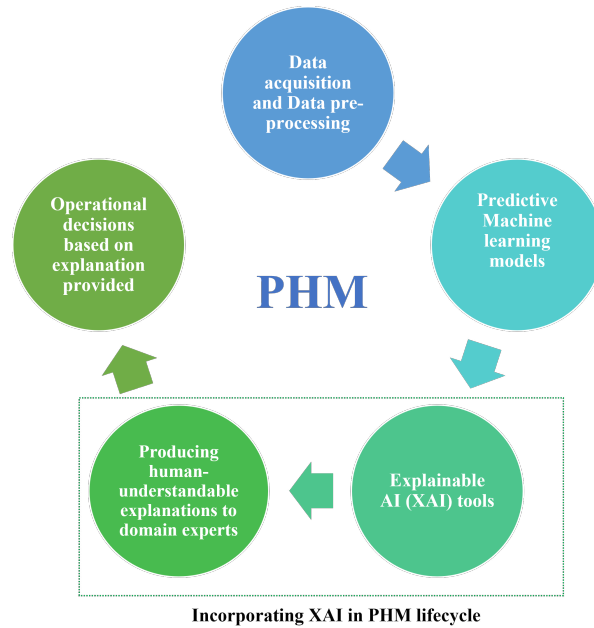 Data
acquisition
and Data pre-
processing
Predictive
Machine
learning
models
Explainable
AI (XAI) tools
Producing
human-
understandable
explanations to
domain experts
Operational
decisions
based on
explanation
provided
PHM
Incorporating XAI in PHM lifecycle